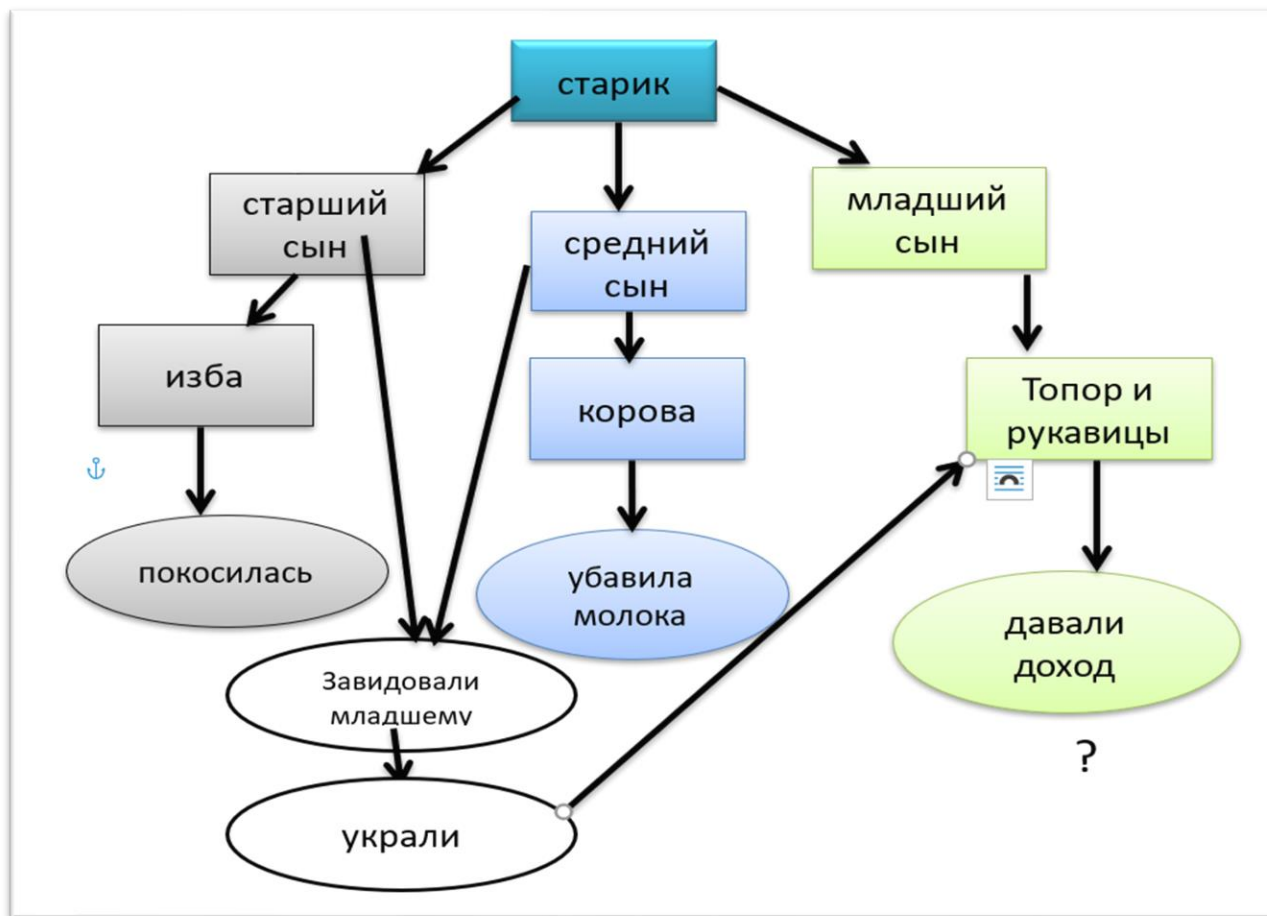 старик
старший
сын
средний
сын
младший
сын
изба
корова
Топор и
рукавицы
покосилась
убавила
молока
давали
доход
Завидовали
младшему
?
украли